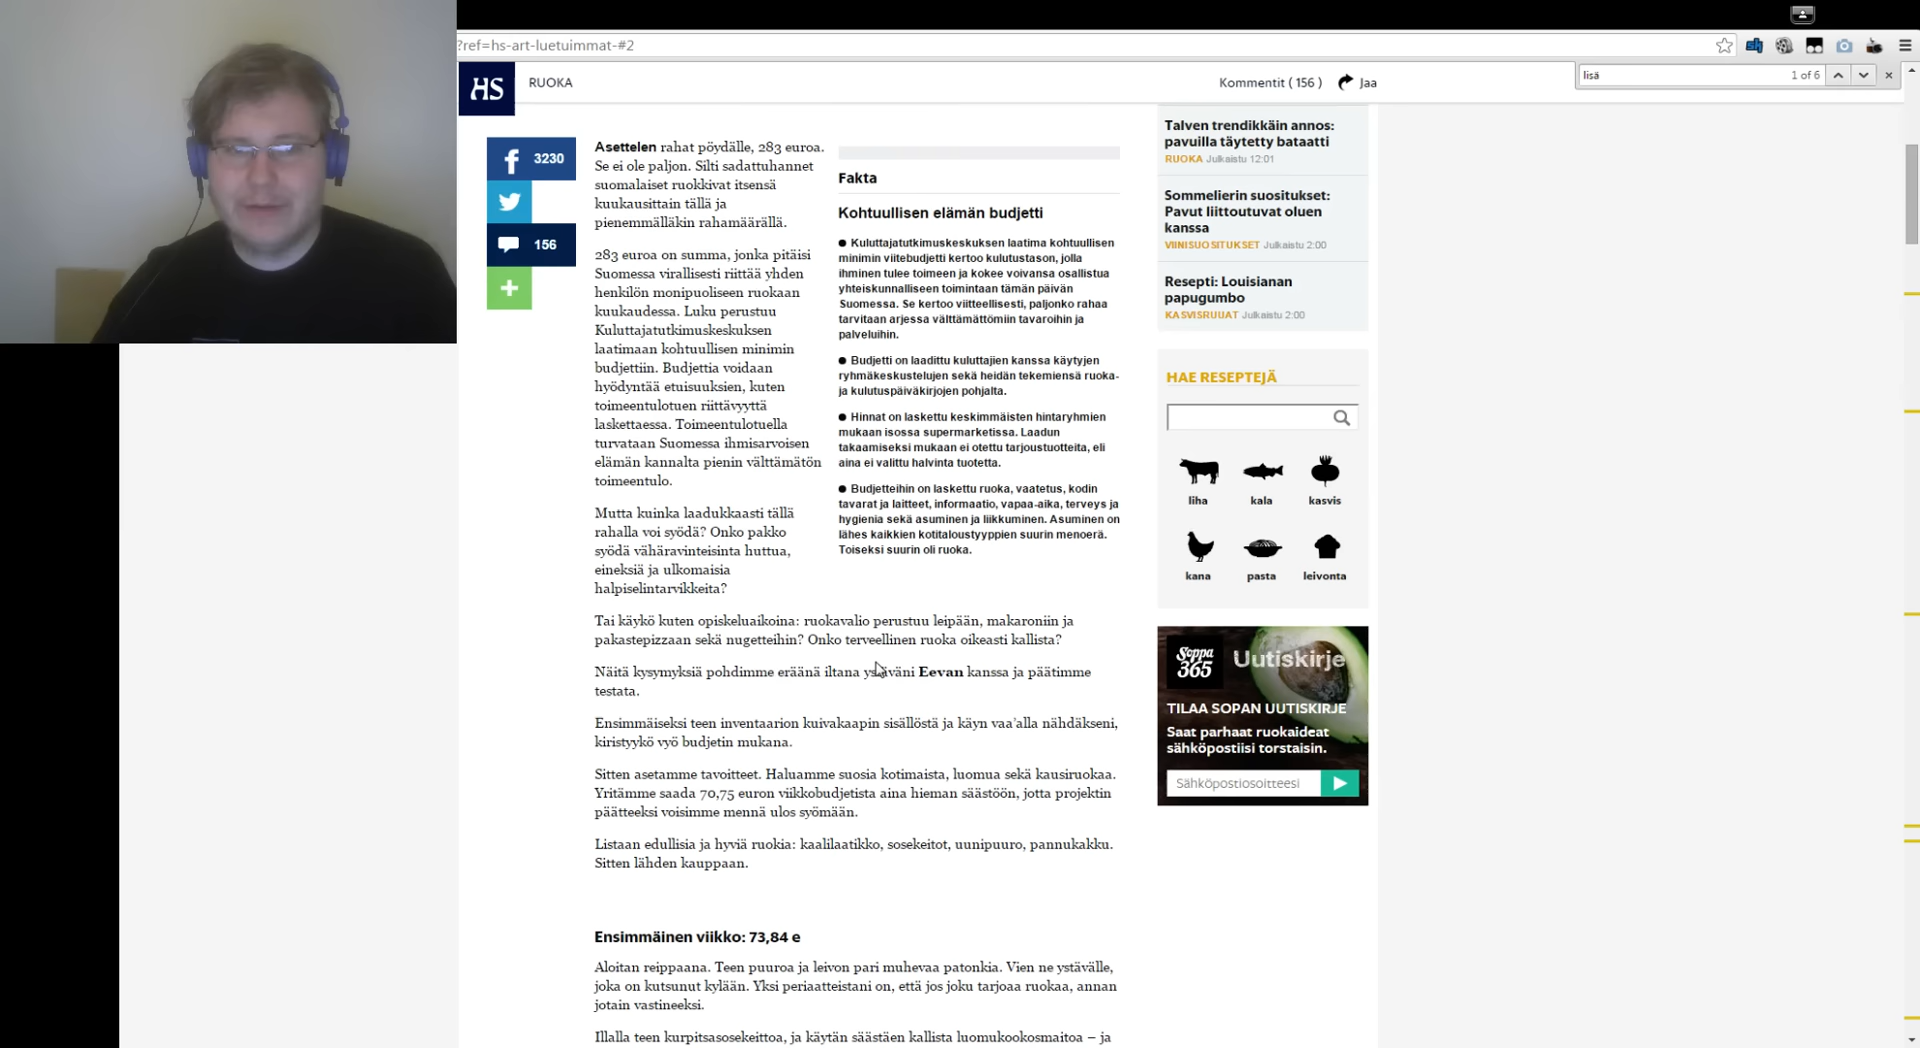 ?ref=hs-art-luetuimmat-#2
lisä
1 of 6
HS
RUOKA
Kommentit ( 156 )
Jaa
3230
156
Asettelen rahat pöydälle, 283 euroa.
Se ei ole paljon. Silti sadattuhannet
suomalaiset ruokkivat itsensä
kuukausittain tällä ja
pienemmälläkin rahamäärällä.
283 euroa on summa, jonka pitäisi
Suomessa virallisesti riittää yhden
henkilön monipuoliseen ruokaan
kuukaudessa. Luku perustuu
Kuluttajatutkimuskeskuksen
laatimaan kohtuullisen minimin
budjettiin. Budjettia voidaan
hyödyntää etuisuuksien, kuten
toimeentulotuen riittävyyttä
laskettaessa. Toimeentulotuella
turvataan Suomessa ihmisarvoisen
elämän kannalta pienin välttämätön
toimeentulo.
Mutta kuinka laadukkaasti tällä
rahalla voi syödä? Onko pakko
syödä vähäravinteisinta huttua,
eineksiä ja ulkomaisia
halpiselintarvikkeita?
Fakta
Kohtuullisen elämän budjetti
● Kuluttajatutkimuskeskuksen laatima kohtuullisen
minimin viitebudjetti kertoo kulutustason, jolla
ihminen tulee toimeen ja kokee voivansa osallistua
yhteiskunnalliseen toimintaan tämän päivän
Suomessa. Se kertoo viitteellisesti, paljonko rahaa
tarvitaan arjessa välttämättömiin tavaroihin ja
palveluihin.
● Budjetti on laadittu kuluttajien kanssa käytyjen
ryhmäkeskustelujen sekä heidän tekemiensä ruoka-
ja kulutuspäiväkirjojen pohjalta.
● Hinnat on laskettu keskimmäisten hintaryhmien
mukaan isossa supermarketissa. Laadun
takaamiseksi mukaan ei otettu tarjoustuotteita, eli
aina ei valittu halvinta tuotetta.
● Budjetteihin on laskettu ruoka, vaatetus, kodin
tavarat ja laitteet, informaatio, vapaa-aika, terveys ja
hygienia sekä asuminen ja liikkuminen. Asuminen on
lähes kaikkien kotitaloustyyppien suurin menoerä.
Toiseksi suurin oli ruoka.
Tai käykö kuten opiskeluaikoina: ruokavalio perustuu leipään, makaroniin ja
pakastepizzaan sekä nugetteihin? Onko terveellinen ruoka oikeasti kallista?
Näitä kysymyksiä pohdimme eräänä iltana ystäväni Eevan kanssa ja päätimme
testata.
Ensimmäiseksi teen inventaarion kuivakaapin sisällöstä ja käyn vaa'alla nähdäkseni,
kiristyykö vyö budjetin mukana.
Sitten asetamme tavoitteet. Haluamme suosia kotimaista, luomua sekä kausiruokaa.
Yritämme saada 70,75 euron viikkobudjetista aina hieman säästöön, jotta projektin
päätteeksi voisimme mennä ulos syömään.
Listaan edullisia ja hyviä ruokia: kaalilaatikko, sosekeitot, uunipuuro, pannukakku.
Sitten lähden kauppaan.
Ensimmäinen viikko: 73,84 e
Aloitan reippaana. Teen puuroa ja leivon pari muhevaa patonkia. Vien ne ystävälle,
joka on kutsunut kylään. Yksi periaatteistani on, että jos joku tarjoaa ruokaa, annan
jotain vastineeksi.
Illalla teen kurpitsasosekeittoa, ja käytän säästäen kallista luomukookosmaitoa – ja
Talven trendikkäin annos:
pavuilla täytetty bataatti
RUOKA Julkaistu 12:01
Sommelierin suositukset:
Pavut liittoutuvat oluen
kanssa
VIINISUOSITUKSET Julkaistu 2:00
Resepti: Louisianan
papugumbo
KASVISRUUAT Julkaistu 2:00
HAE RESEPTEJÄ
liha
kala
kasvis
kana
pasta
leivonta
Soppa
365
Uutiskirje
TILAA SOPAN UUTISKIRJE
Saat parhaat ruokaideat
sähköpostiisi torstaisin.
Sähköpostiosoitteesi